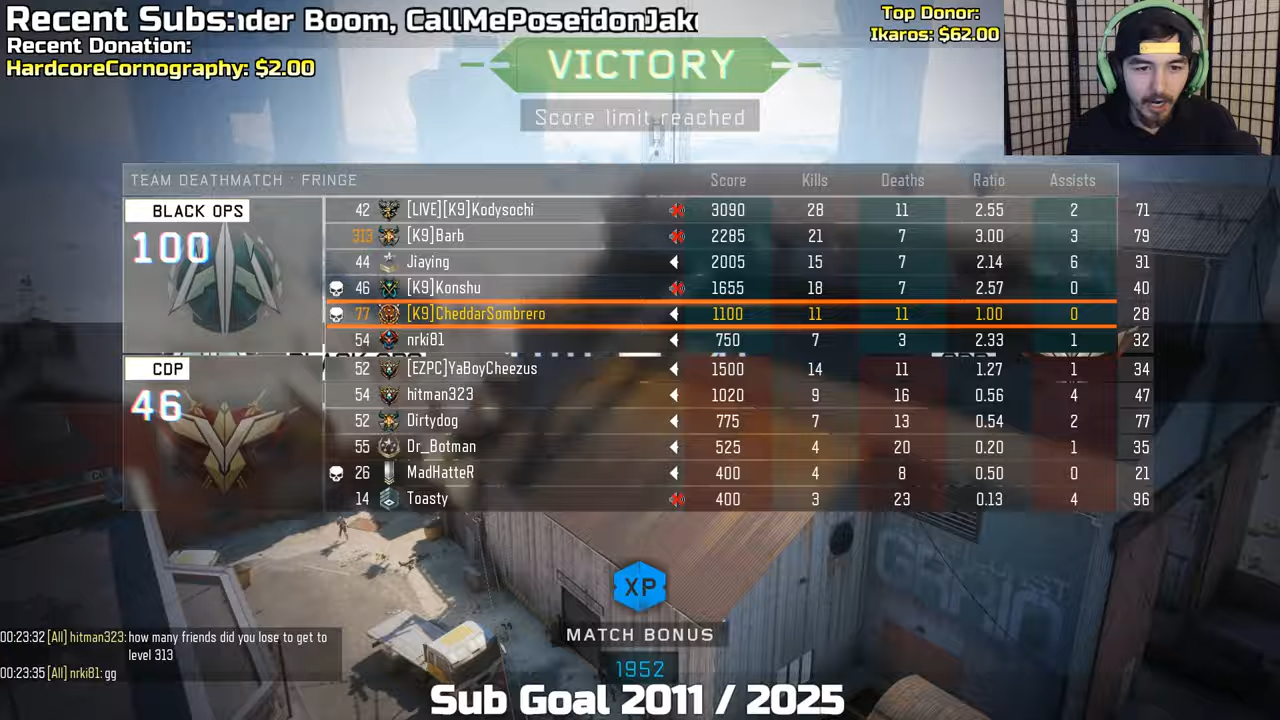 Recent Subs:nder Boom, CallMePoseidonJak
Recent Donation:
HardcoreCornography: $2.00
Top Donor:
Ikaros: $62.00
VICTORY
Score limit reached
TEAM DEATHMATCH · FRINGE Score Kills Deaths Ratio Assists
BLACK OPS
100
42 [LIVE][K9]Kodysochi 3090 28 11 2.55 2 71
313 [K9]Barb 2285 21 7 3.00 3 79
44 Jiaying 2005 15 7 2.14 6 31
46 [K9]Konshu 1655 18 7 2.57 0 40
77 [K9]CheddarSombrero 1100 11 11 1.00 0 28
54 nrki81 750 7 3 2.33 1 32
CDP
46
52 [EZPC]YaBoyCheezus 1500 14 11 1.27 1 34
54 hitman323 1020 9 16 0.56 4 47
52 Dirtydog 775 7 13 0.54 2 77
55 Dr_Botman 525 4 20 0.20 1 35
26 MadHatteR 400 4 8 0.50 0 21
14 Toasty 400 3 23 0.13 4 96
XP
MATCH BONUS
1952
00:23:32 [All] hitman323: how many friends did you lose to get to
level 313
00:23:35 [All] nrki81: gg
Sub Goal 2011 / 2025